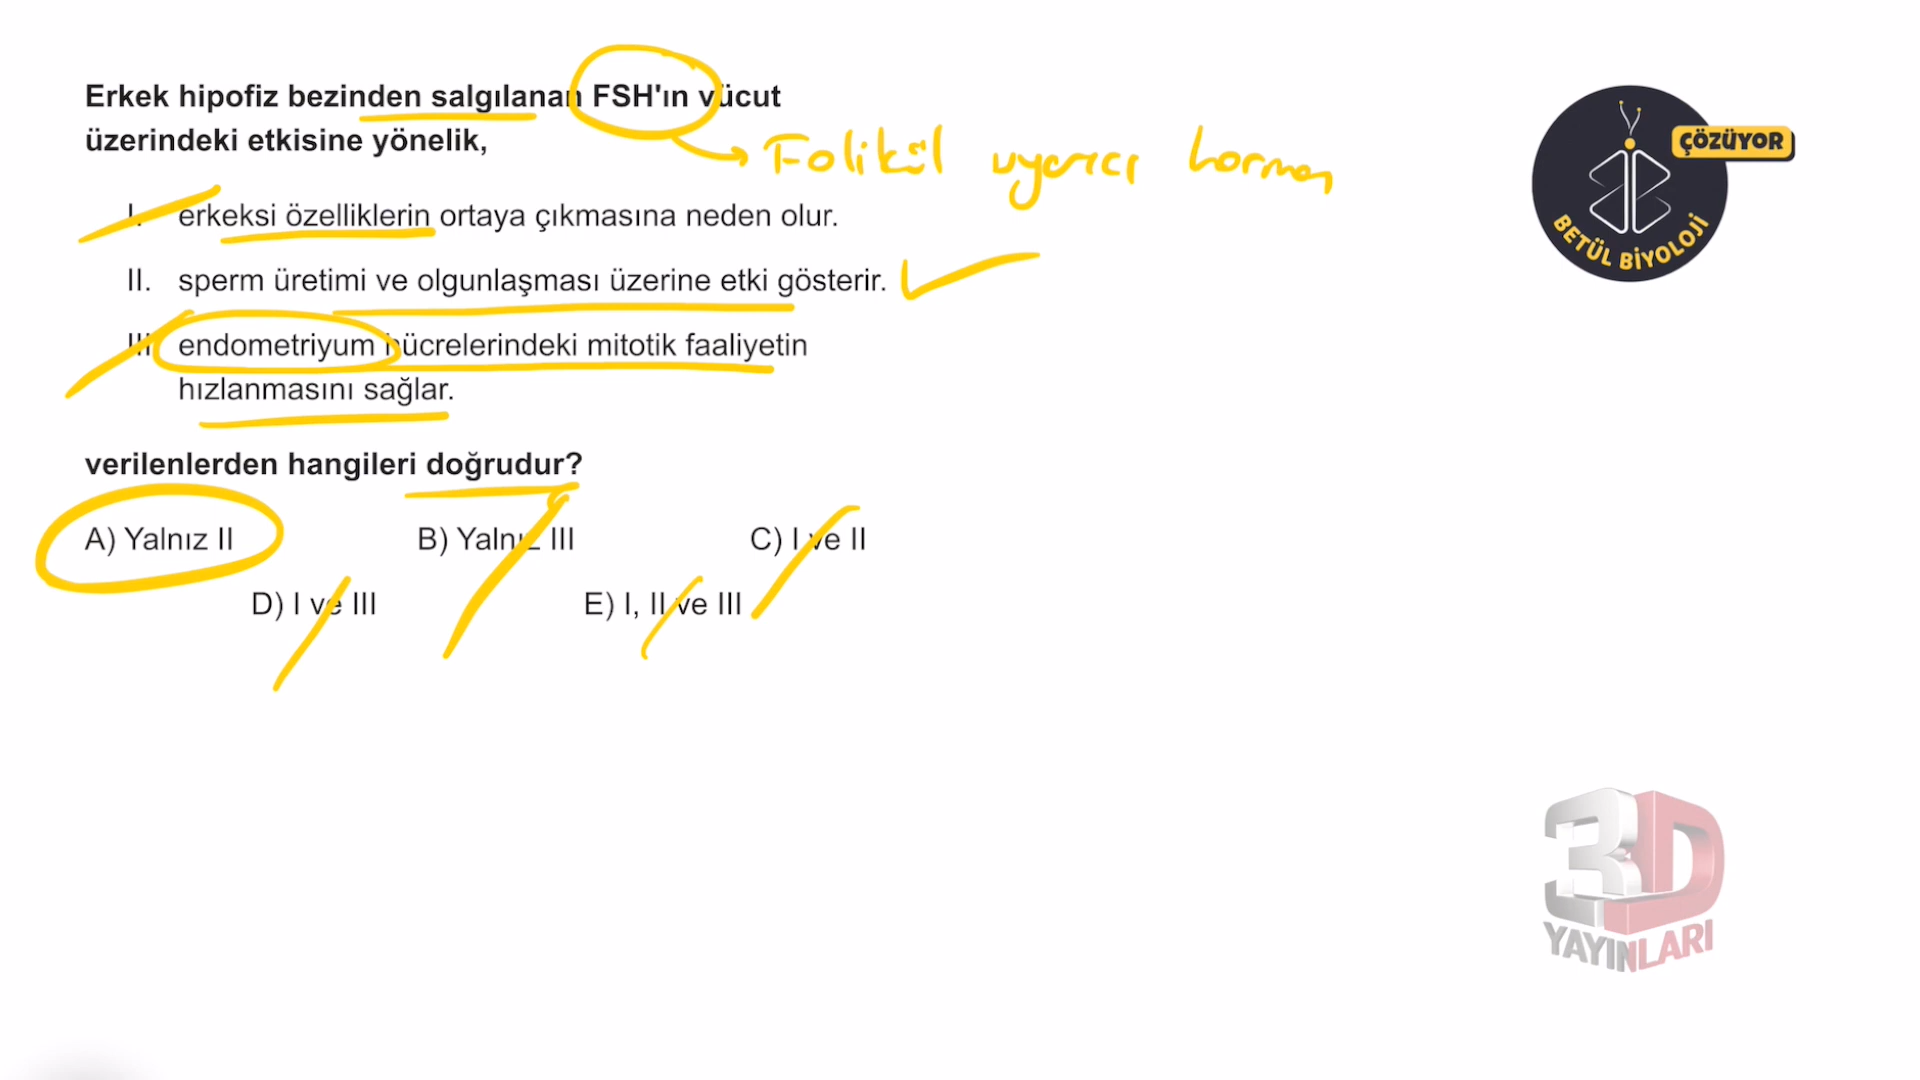 Erkek hipofiz bezinden salgılanan FSH'ın vücut
üzerindeki etkisine yönelik,
Folikül uyarıcı hormon
I. erkeksi özelliklerin ortaya çıkmasına neden olur.
II. sperm üretimi ve olgunlaşması üzerine etki gösterir.
III. endometriyum hücrelerindeki mitotik faaliyetin
hızlanmasını sağlar.
verilenlerden hangileri doğrudur?
A) Yalnız II B) Yalnız III C) I ve II
D) I ve III E) I, II ve III
ÇÖZÜYOR
BETÜL BİYOLOJİ
3D
YAYINLARI